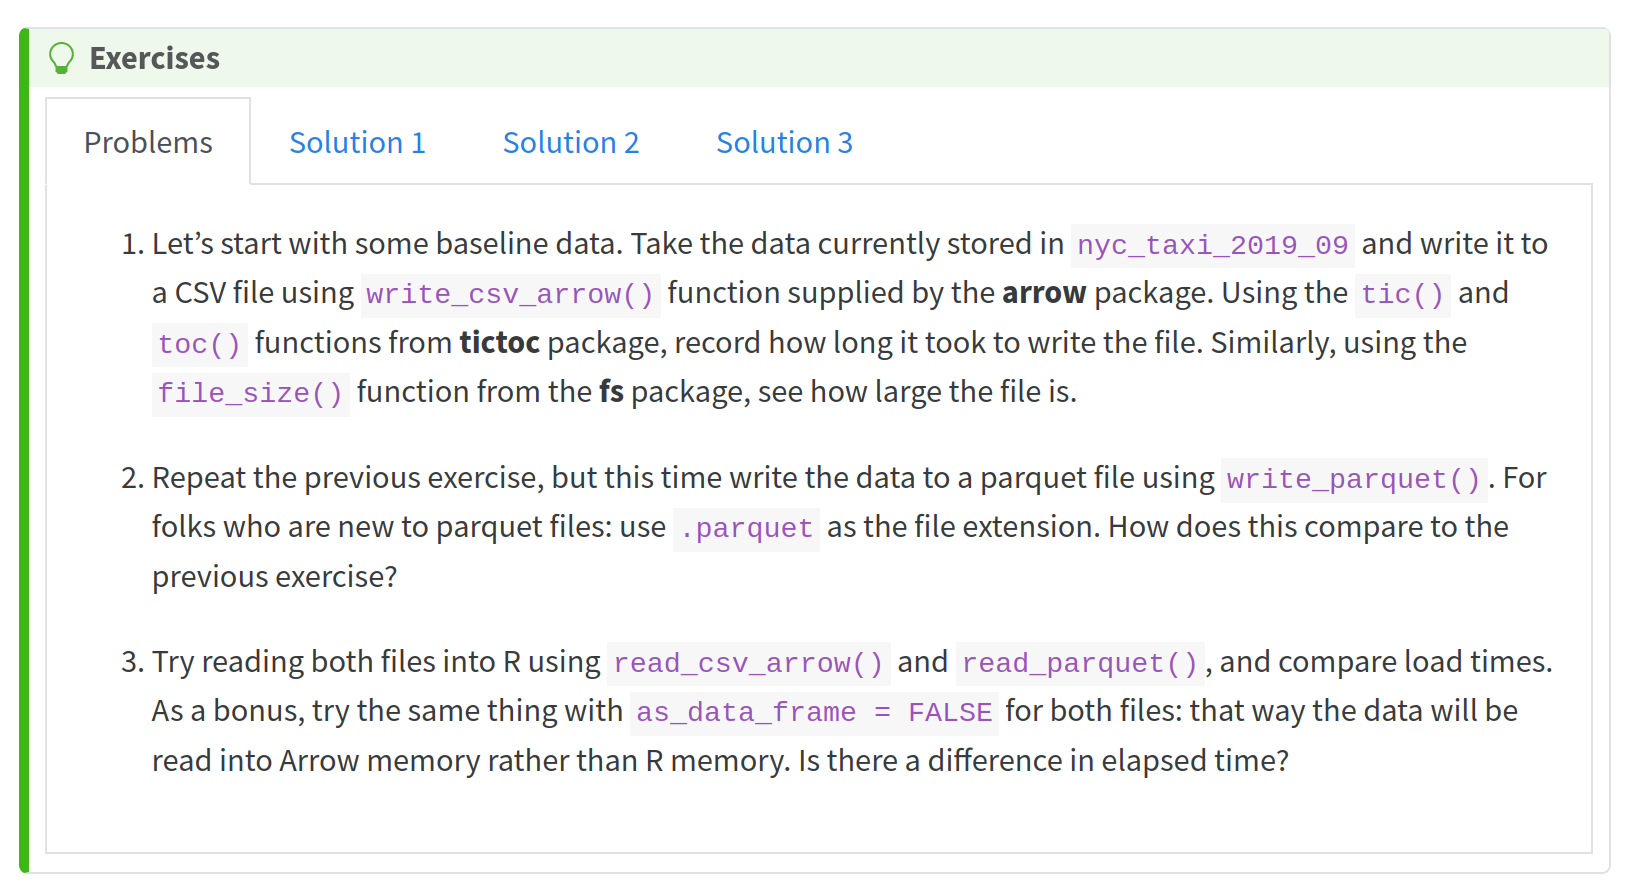 Exercises
Problems Solution 1 Solution 2 Solution 3
1. Let’s start with some baseline data. Take the data currently stored in nyc_taxi_2019_09 and write it to
a CSV file using write_csv_arrow() function supplied by the arrow package. Using the tic() and
toc() functions from tictoc package, record how long it took to write the file. Similarly, using the
file_size() function from the fs package, see how large the file is.
2. Repeat the previous exercise, but this time write the data to a parquet file using write_parquet(). For
folks who are new to parquet files: use .parquet as the file extension. How does this compare to the
previous exercise?
3. Try reading both files into R using read_csv_arrow() and read_parquet(), and compare load times.
As a bonus, try the same thing with as_data_frame = FALSE for both files: that way the data will be
read into Arrow memory rather than R memory. Is there a difference in elapsed time?